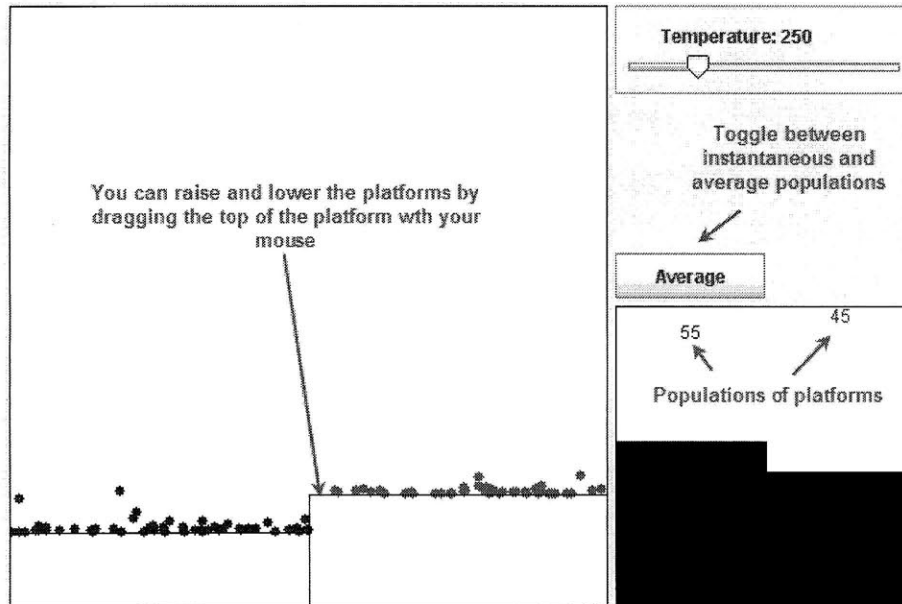 Temperature: 250
Toggle between
instantaneous and
average populations
You can raise and lower the platforms by
dragging the top of the platform wth your
mouse
Average
55
45
Populations of platforms